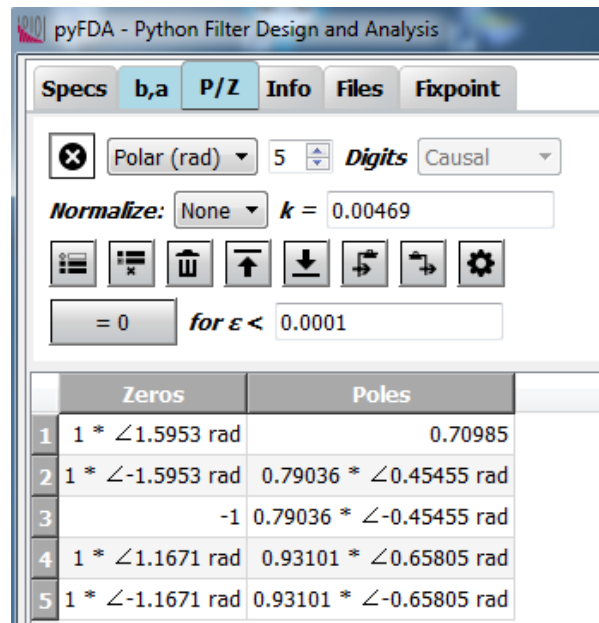 pyFDA - Python Filter Design and Analysis
Specs b,a P/Z Info Files Fixpoint
Polar (rad) 5 Digits Causal
Normalize: None k = 0.00469
= 0 for ε < 0.0001
Zeros Poles
1 1 * ∠1.5953 rad 0.70985
2 1 * ∠-1.5953 rad 0.79036 * ∠0.45455 rad
3 -1 0.79036 * ∠-0.45455 rad
4 1 * ∠1.1671 rad 0.93101 * ∠0.65805 rad
5 1 * ∠-1.1671 rad 0.93101 * ∠-0.65805 rad